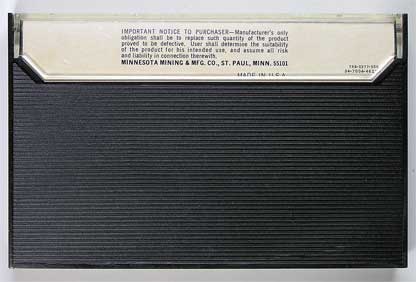 IMPORTANT NOTICE TO PURCHASER—Manufacturer's only
obligation shall be to replace such quantity of the product
proved to be defective. User shall determine the suitability
of the product for his intended use, and assume all risk
and liability in connection therewith.
MINNESOTA MINING & MFG. CO., ST. PAUL, MINN. 55101
MADE IN U.S.A.